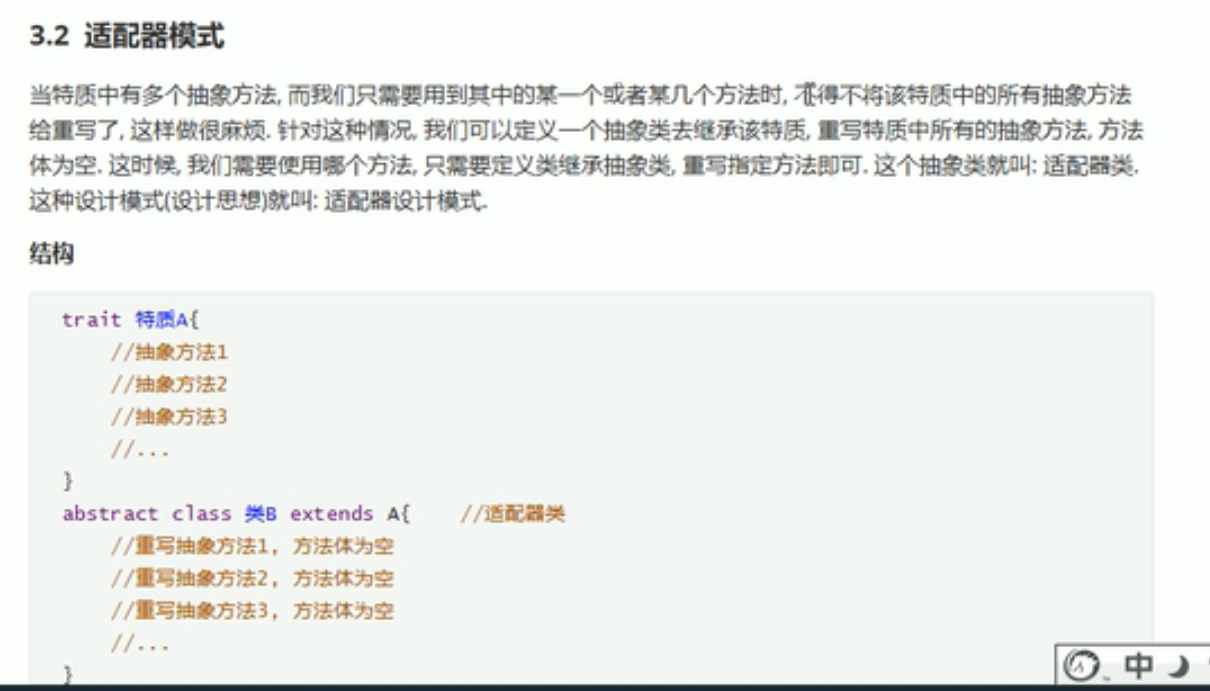 3.2 适配器模式
当特质中有多个抽象方法, 而我们只需要用到其中的某一个或者某几个方法时, 不得不将该特质中的所有抽象方法
给重写了, 这样做很麻烦. 针对这种情况, 我们可以定义一个抽象类去继承该特质, 重写特质中所有的抽象方法, 方法
体为空. 这时候, 我们需要使用哪个方法, 只需要定义类继承抽象类, 重写指定方法即可. 这个抽象类就叫: 适配器类.
这种设计模式(设计思想)就叫: 适配器设计模式.
结构
trait 特质A{
    //抽象方法1
    //抽象方法2
    //抽象方法3
    //...
}
abstract class 类B extends A{    //适配器类
    //重写抽象方法1, 方法体为空
    //重写抽象方法2, 方法体为空
    //重写抽象方法3, 方法体为空
    //...
}
中